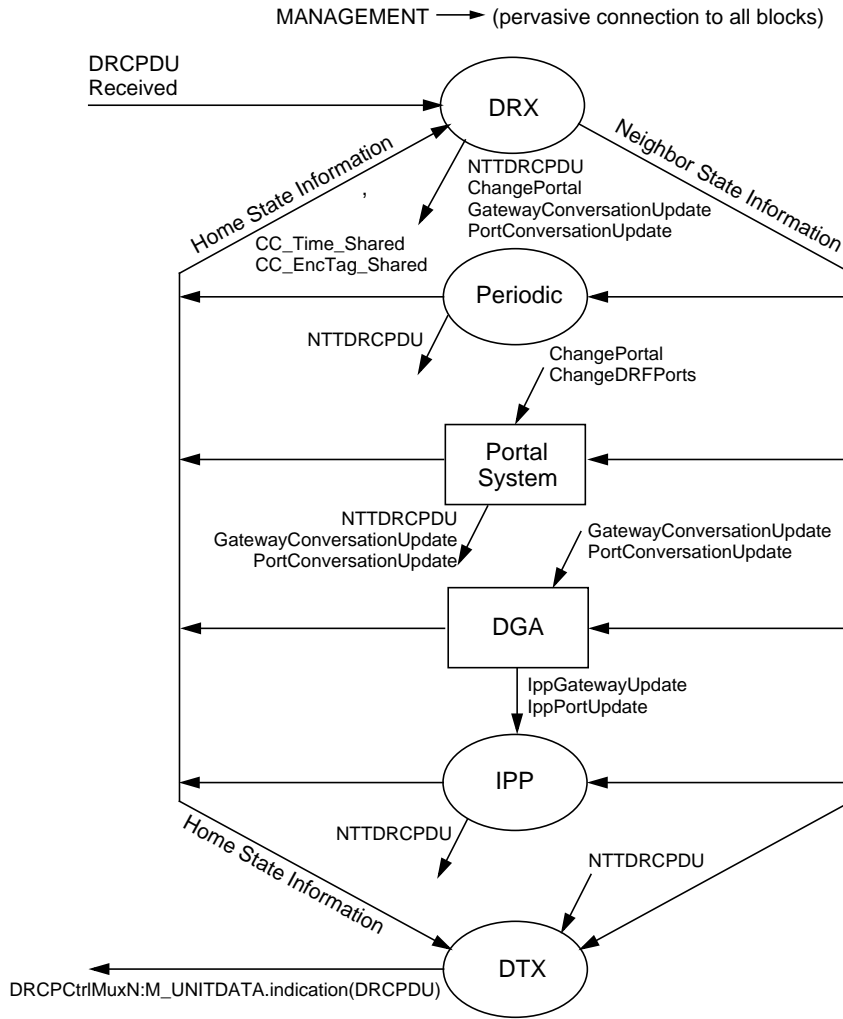 MANAGEMENT (pervasive connection to all blocks)
DRCPDU
Received
DRX
Home State Information
,
Neighbor State Information
NTTDRCPDU
ChangePortal
GatewayConversationUpdate
PortConversationUpdate
CC_Time_Shared
CC_EncTag_Shared
Periodic
NTTDRCPDU
ChangePortal
ChangeDRFPorts
Portal
System
NTTDRCPDU
GatewayConversationUpdate
PortConversationUpdate
GatewayConversationUpdate
PortConversationUpdate
DGA
IppGatewayUpdate
IppPortUpdate
IPP
NTTDRCPDU
Home State Information
NTTDRCPDU
DTX
DRCPCtrlMuxN:M_UNITDATA.indication(DRCPDU)